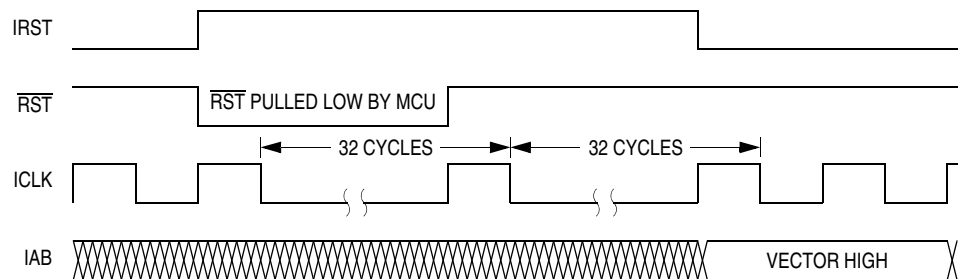 IRST
RST
RST PULLED LOW BY MCU
32 CYCLES
32 CYCLES
ICLK
IAB
VECTOR HIGH